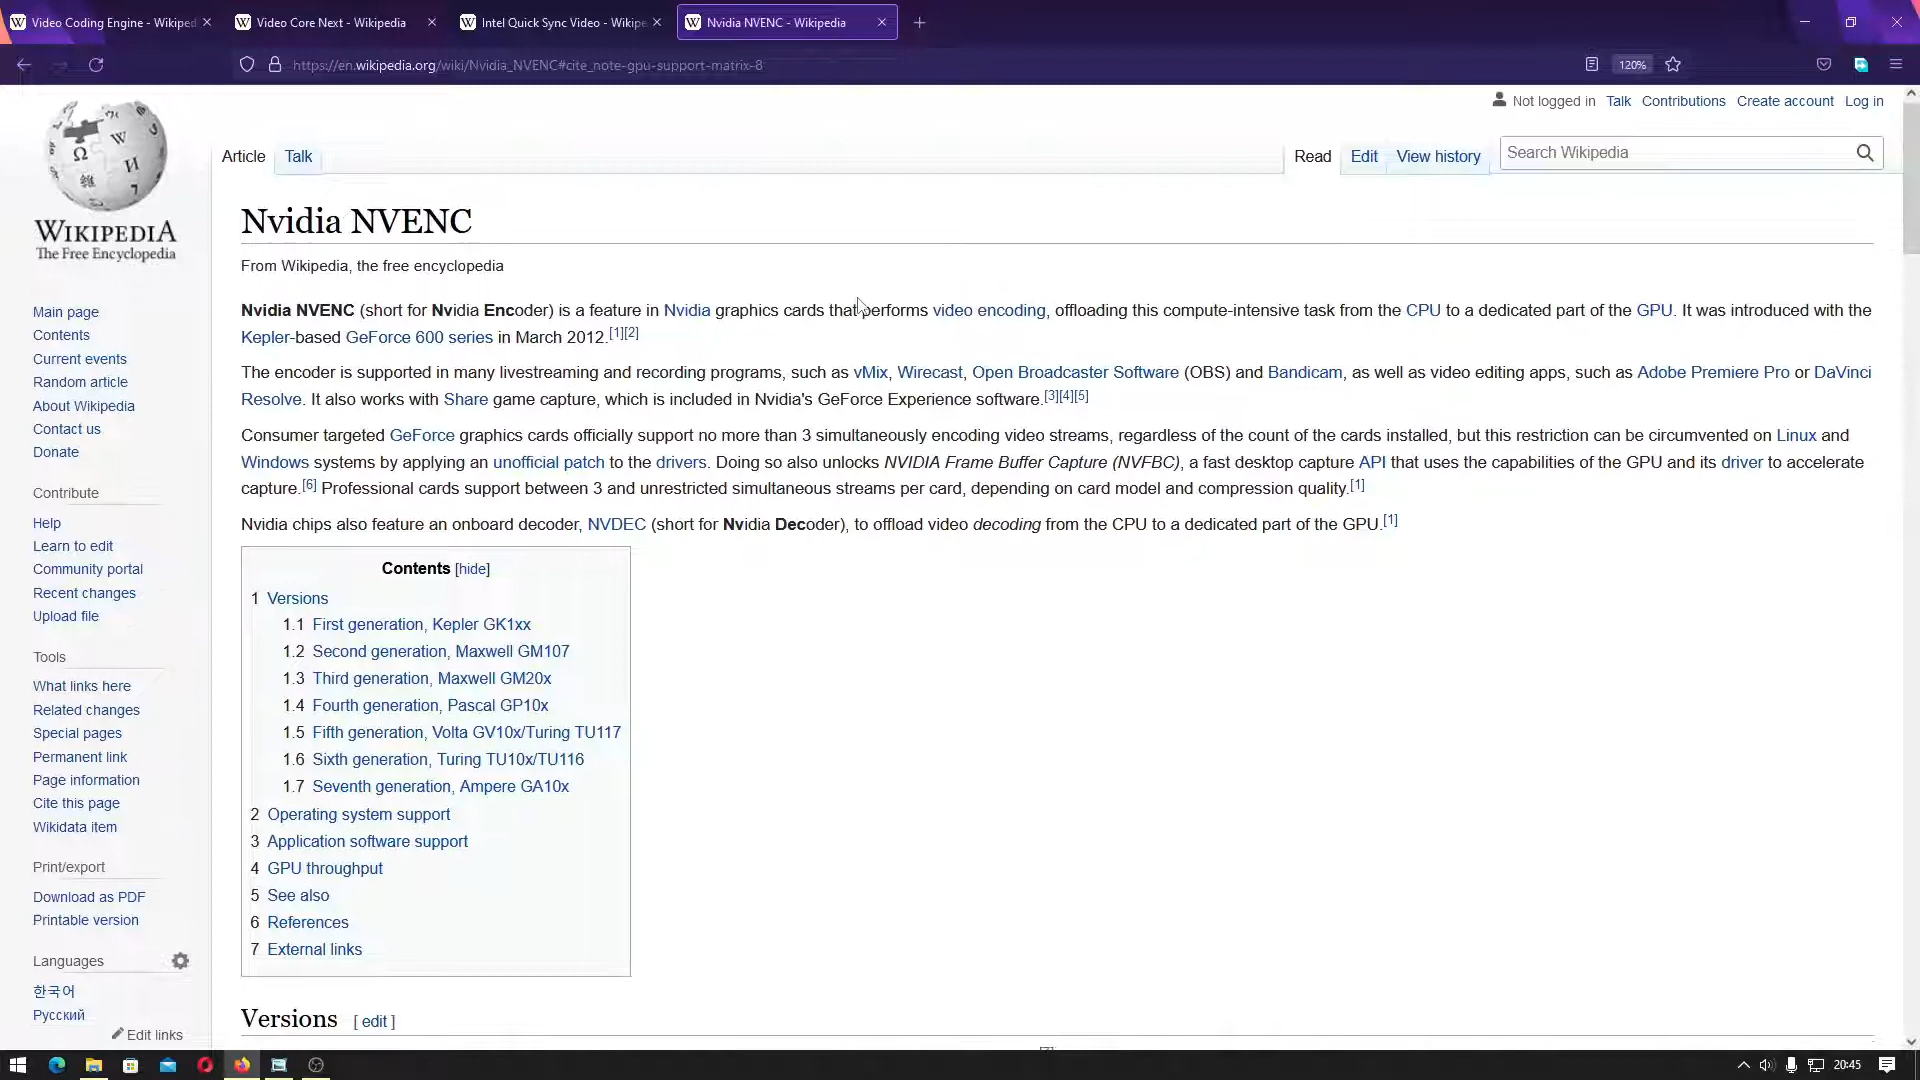 Video Coding Engine - Wikiped
Video Core Next - Wikipedia
Intel Quick Sync Video - Wikipe
Nvidia NVENC - Wikipedia
https://en.wikipedia.org/wiki/Nvidia_NVENC#cite_note-gpu-support-matrix-8
120%
Not logged in Talk Contributions Create account Log in
Article Talk
Read Edit View history
Search Wikipedia
WIKIPEDIA
The Free Encyclopedia
Main page
Contents
Current events
Random article
About Wikipedia
Contact us
Donate
Contribute
Help
Learn to edit
Community portal
Recent changes
Upload file
Tools
What links here
Related changes
Special pages
Permanent link
Page information
Cite this page
Wikidata item
Print/export
Download as PDF
Printable version
Languages
한국어
Русский
Edit links
Nvidia NVENC
From Wikipedia, the free encyclopedia
Nvidia NVENC (short for Nvidia Encoder) is a feature in Nvidia graphics cards that performs video encoding, offloading this compute-intensive task from the CPU to a dedicated part of the GPU. It was introduced with the
Kepler-based GeForce 600 series in March 2012.[1][2]
The encoder is supported in many livestreaming and recording programs, such as vMix, Wirecast, Open Broadcaster Software (OBS) and Bandicam, as well as video editing apps, such as Adobe Premiere Pro or DaVinci
Resolve. It also works with Share game capture, which is included in Nvidia's GeForce Experience software.[3][4][5]
Consumer targeted GeForce graphics cards officially support no more than 3 simultaneously encoding video streams, regardless of the count of the cards installed, but this restriction can be circumvented on Linux and
Windows systems by applying an unofficial patch to the drivers. Doing so also unlocks NVIDIA Frame Buffer Capture (NVFBC), a fast desktop capture API that uses the capabilities of the GPU and its driver to accelerate
capture.[6] Professional cards support between 3 and unrestricted simultaneous streams per card, depending on card model and compression quality.[1]
Nvidia chips also feature an onboard decoder, NVDEC (short for Nvidia Decoder), to offload video decoding from the CPU to a dedicated part of the GPU.[1]
Contents [hide]
1 Versions
1.1 First generation, Kepler GK1xx
1.2 Second generation, Maxwell GM107
1.3 Third generation, Maxwell GM20x
1.4 Fourth generation, Pascal GP10x
1.5 Fifth generation, Volta GV10x/Turing TU117
1.6 Sixth generation, Turing TU10x/TU116
1.7 Seventh generation, Ampere GA10x
2 Operating system support
3 Application software support
4 GPU throughput
5 See also
6 References
7 External links
Versions [ edit ]
20:45